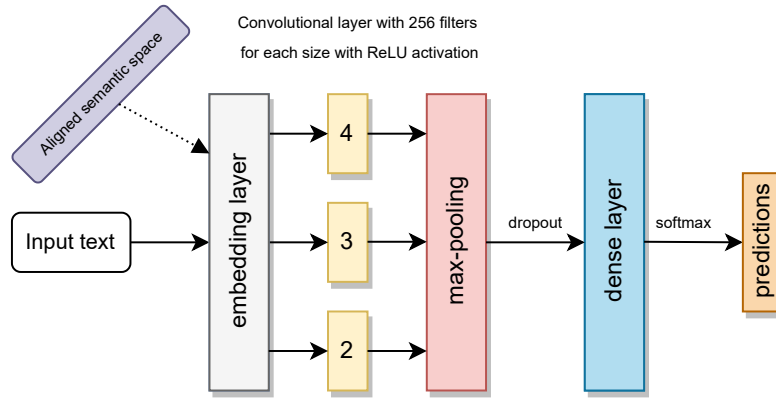 Convolutional layer with 256 filters
for each size with ReLU activation
Aligned semantic space
Input text
embedding layer
4
3
2
max-pooling
dropout
dense layer
softmax
predictions